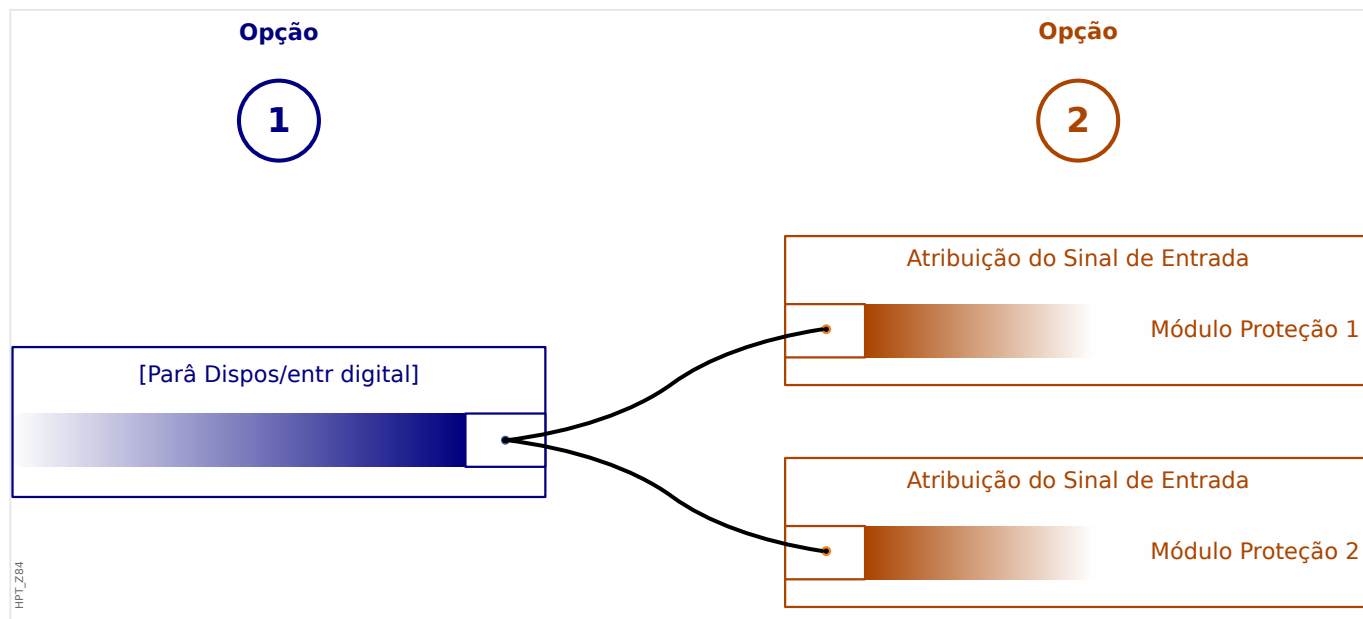 Opção
1
Opção
2
[Parâ Dispos/entr digital]
Atribuição do Sinal de Entrada
Módulo Proteção 1
Atribuição do Sinal de Entrada
Módulo Proteção 2
HPT_Z84